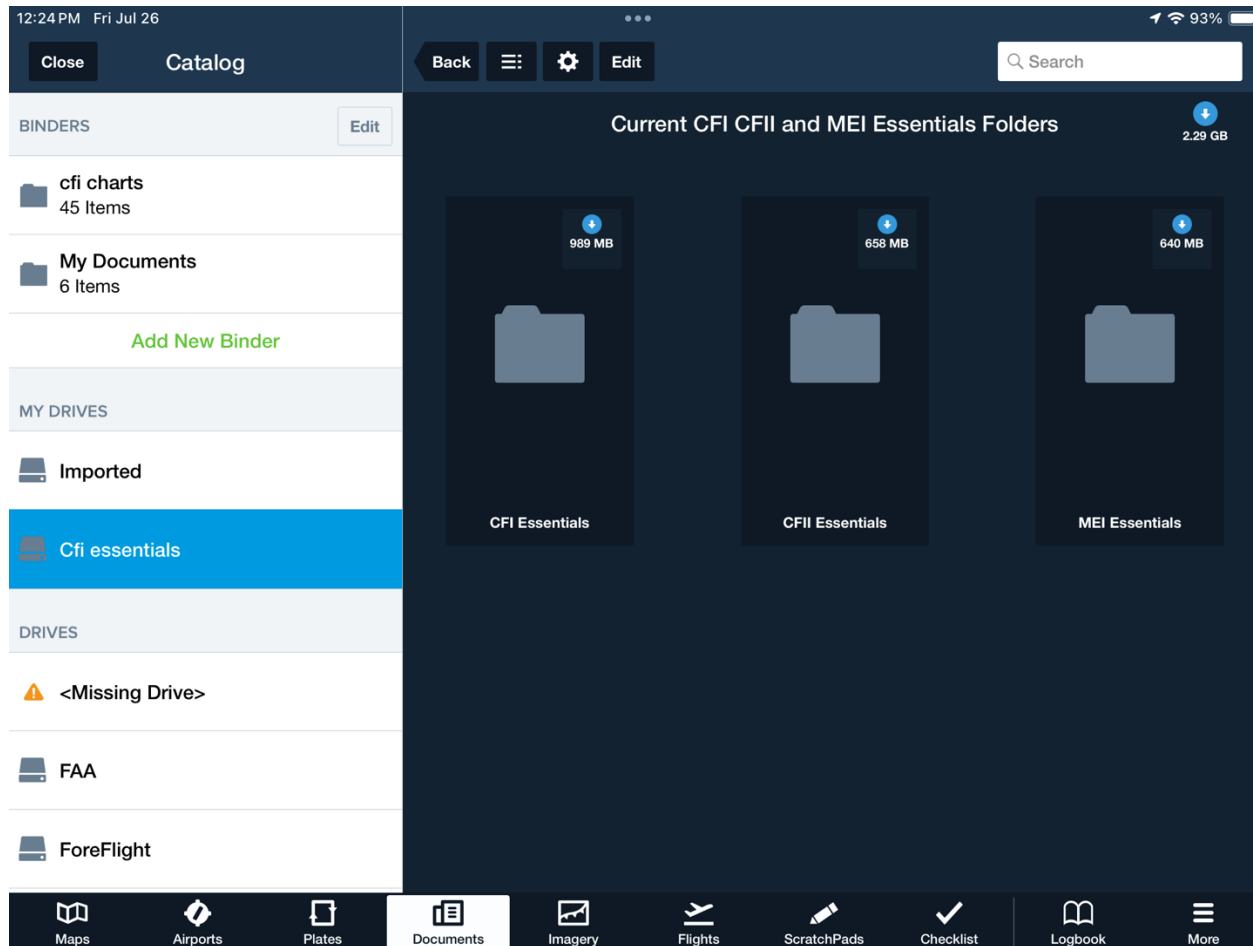 12:24 PM Fri Jul 26
93%
Close
Catalog
Back
Edit
Search
BINDERS
Edit
Current CFI CFII and MEI Essentials Folders
2.29 GB
cfi charts
45 Items
My Documents
6 Items
Add New Binder
MY DRIVES
Imported
Cfi essentials
DRIVES
<Missing Drive>
FAA
ForeFlight
989 MB
658 MB
640 MB
CFI Essentials
CFII Essentials
MEI Essentials
Maps
Airports
Plates
Documents
Imagery
Flights
ScratchPads
Checklist
Logbook
More